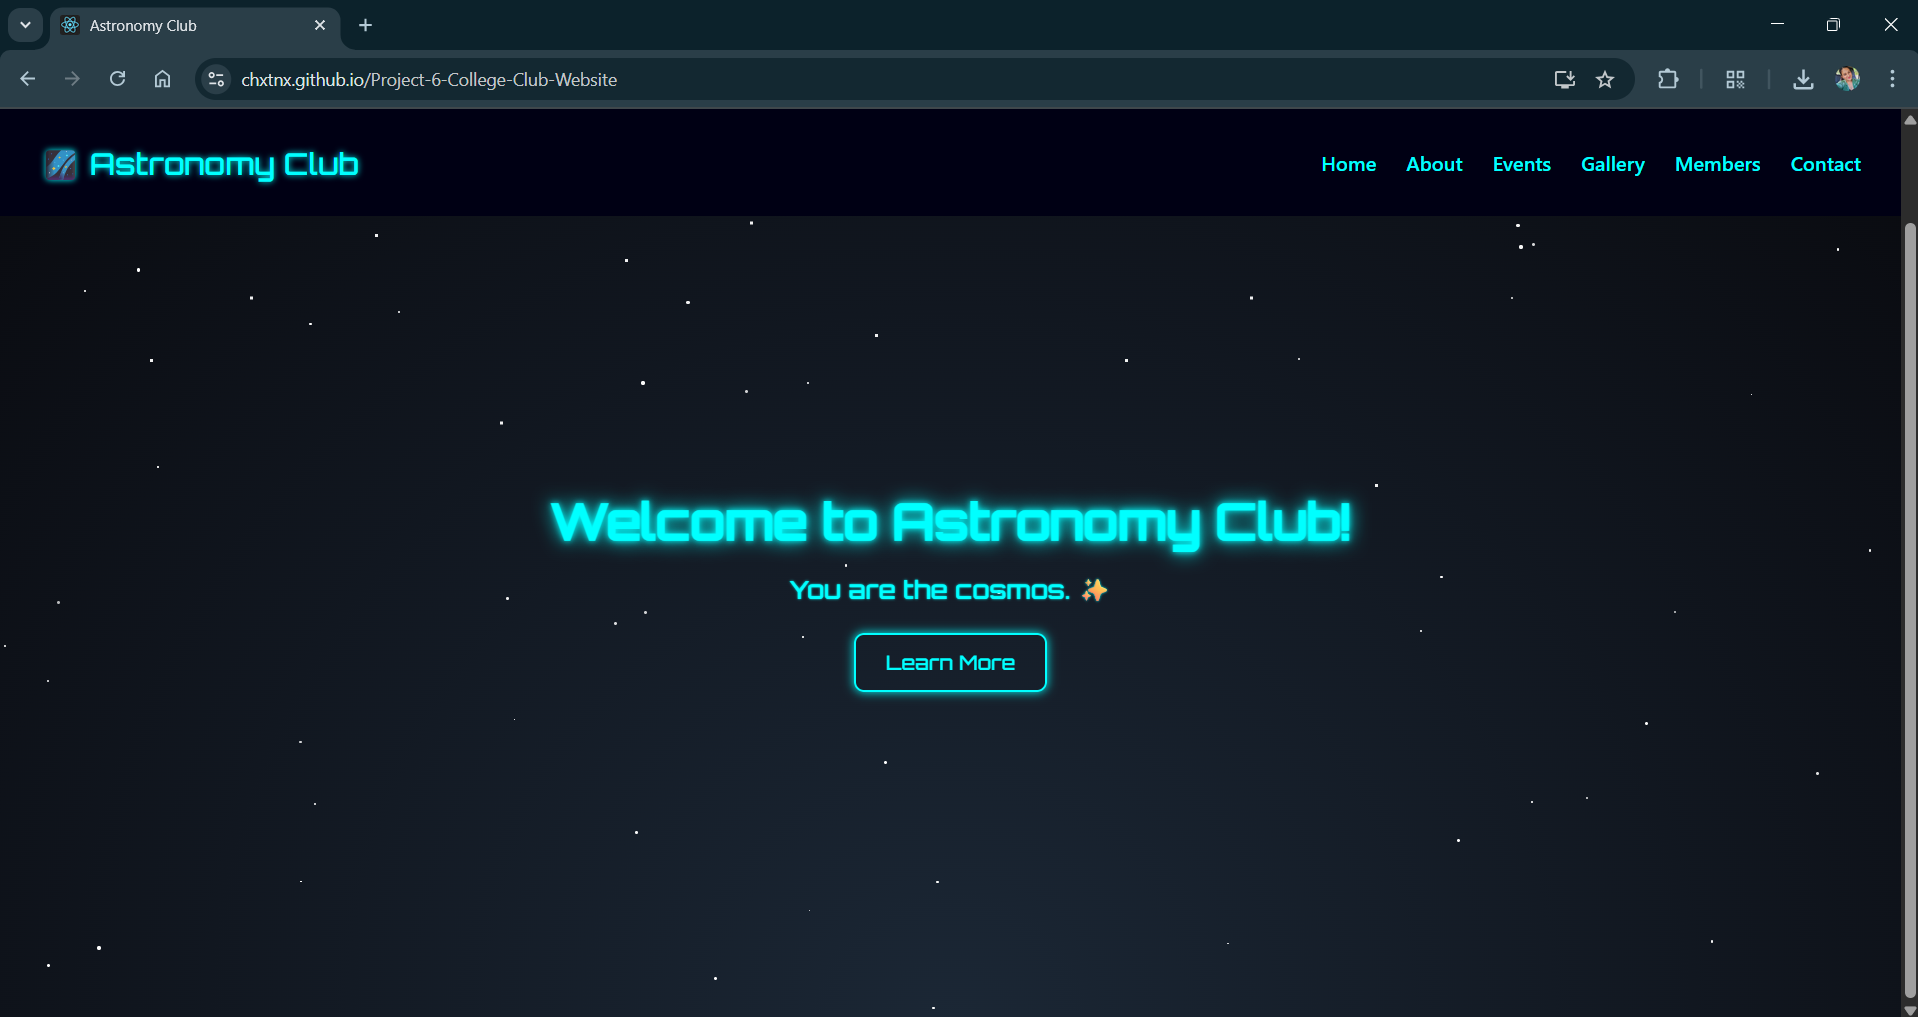 Astronomy Club
chxtnx.github.io/Project-6-College-Club-Website
Astronomy Club
Home About Events Gallery Members Contact
Welcome to Astronomy Club!
You are the cosmos. ✨
Learn More